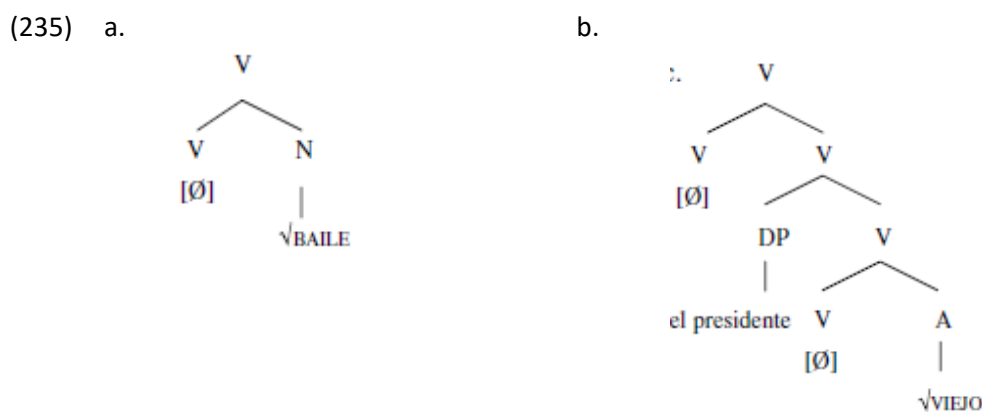 (235) a. b.
V :. V
V N V V
[Ø] [Ø]
√BAILE DP V
el presidente V A
[Ø]
√VIEJO